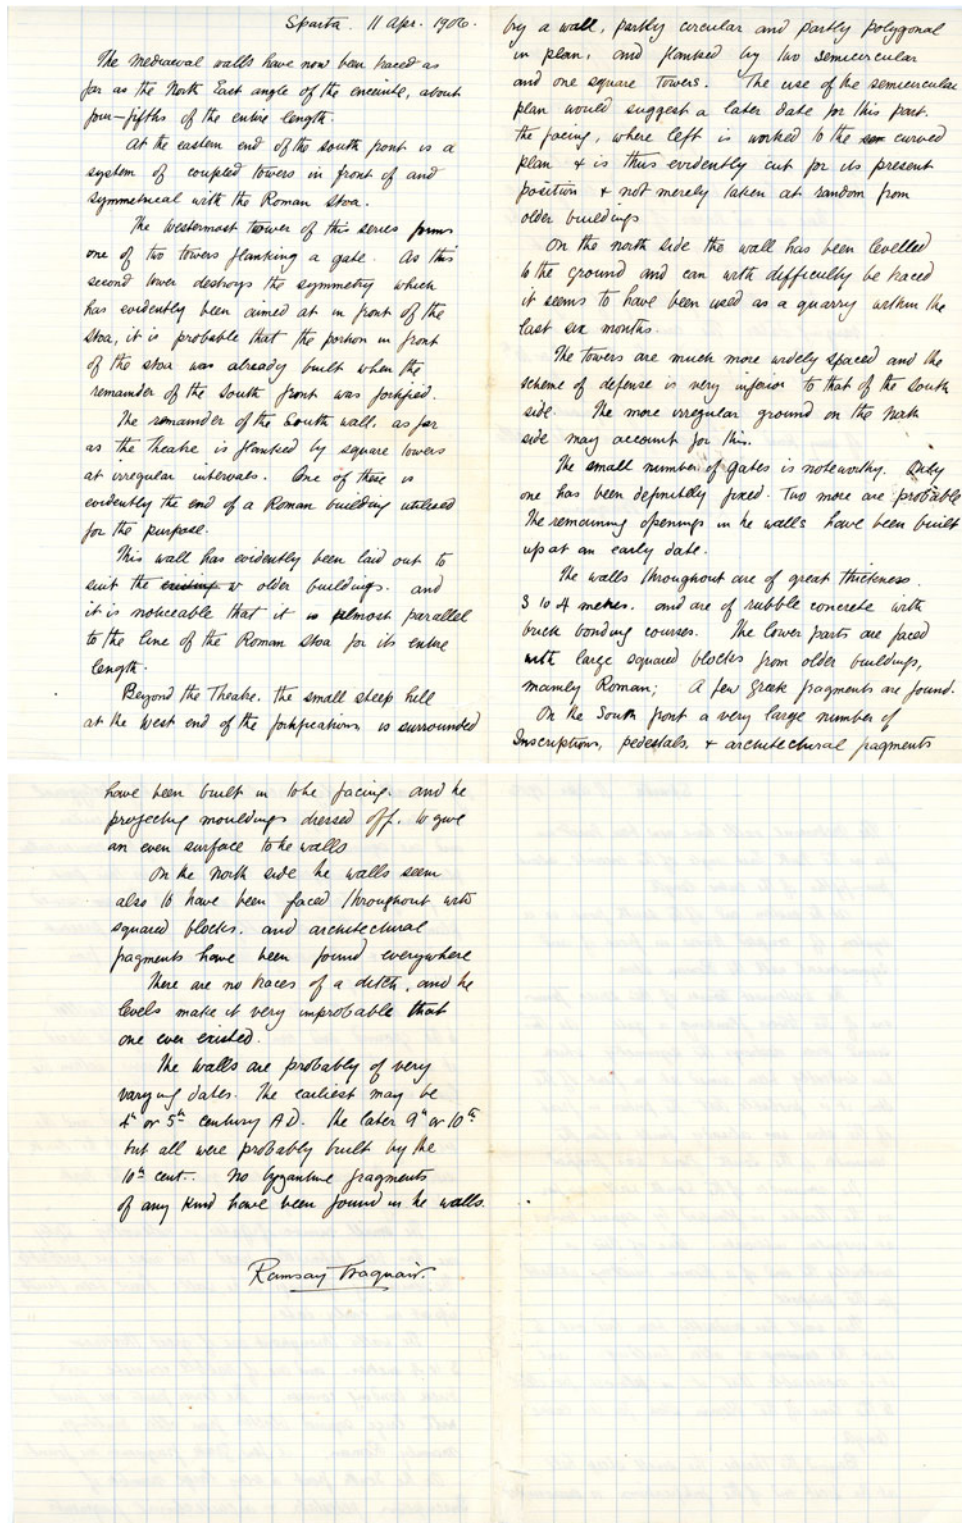 Sparta. 11 Apr. 1906.
The mediaeval walls have now been traced as
far as the North East angle of the enceinte, about
four-fifths of the entire length.
At the eastern end of the south front is a
system of coupled towers in front of and
symmetrical with the Roman stoa.
The westernmost tower of this series forms
one of two towers flanking a gate. As this
second tower destroys the symmetry which
has evidently been aimed at in front of the
stoa, it is probable that the portion in front
of the stoa was already built when the
remainder of the south front was fortified.
The remainder of the South wall, as far
as the Theatre is flanked by square towers
at irregular intervals. One of these is
evidently the end of a Roman building utilised
for the purpose.
This wall has evidently been laid out to
suit the existing older buildings. and
it is noticeable that it is almost parallel
to the line of the Roman stoa for its entire
length.
Beyond the Theatre. the small steep hill
at the West end of the fortifications is surrounded
by a wall, partly circular and partly polygonal
in plan, and flanked by two semicircular
and one square towers. The use of the semicircular
plan would suggest a later date for this part.
the facing, where left is worked to the curved
plan & is thus evidently cut for its present
position & not merely taken at random from
older buildings
On the north side the wall has been levelled
to the ground and can with difficulty be traced
it seems to have been used as a quarry within the
last six months.
The towers are much more widely spaced and the
scheme of defense is very inferior to that of the south
side. The more irregular ground on the North
side may account for this.
The small number of gates is noteworthy. Only
one has been definitely fixed. Two more are probable
The remaining openings in the walls have been built
up at an early date.
The walls throughout are of great thickness.
3 to 4 metres. and are of rubble concrete with
brick bonding courses. The lower parts are faced
with large squared blocks from older buildings,
mainly Roman; A few Greek fragments are found.
On the South front a very large number of
Inscriptions, pedestals, & architectural fragments
have been built in to the facing. and the
projecting mouldings dressed off. to give
an even surface to the walls
On the North side the walls seem
also to have been faced throughout with
squared blocks. and architectural
fragments have been found everywhere
There are no traces of a ditch, and the
levels make it very improbable that
one ever existed.
The walls are probably of very
varying dates. The earliest may be
4th or 5th century AD. the later 9th or 10th
but all were probably built by the
10th cent.. No byzantine fragments
of any kind have been found in the walls.
Ramsay Traquair.